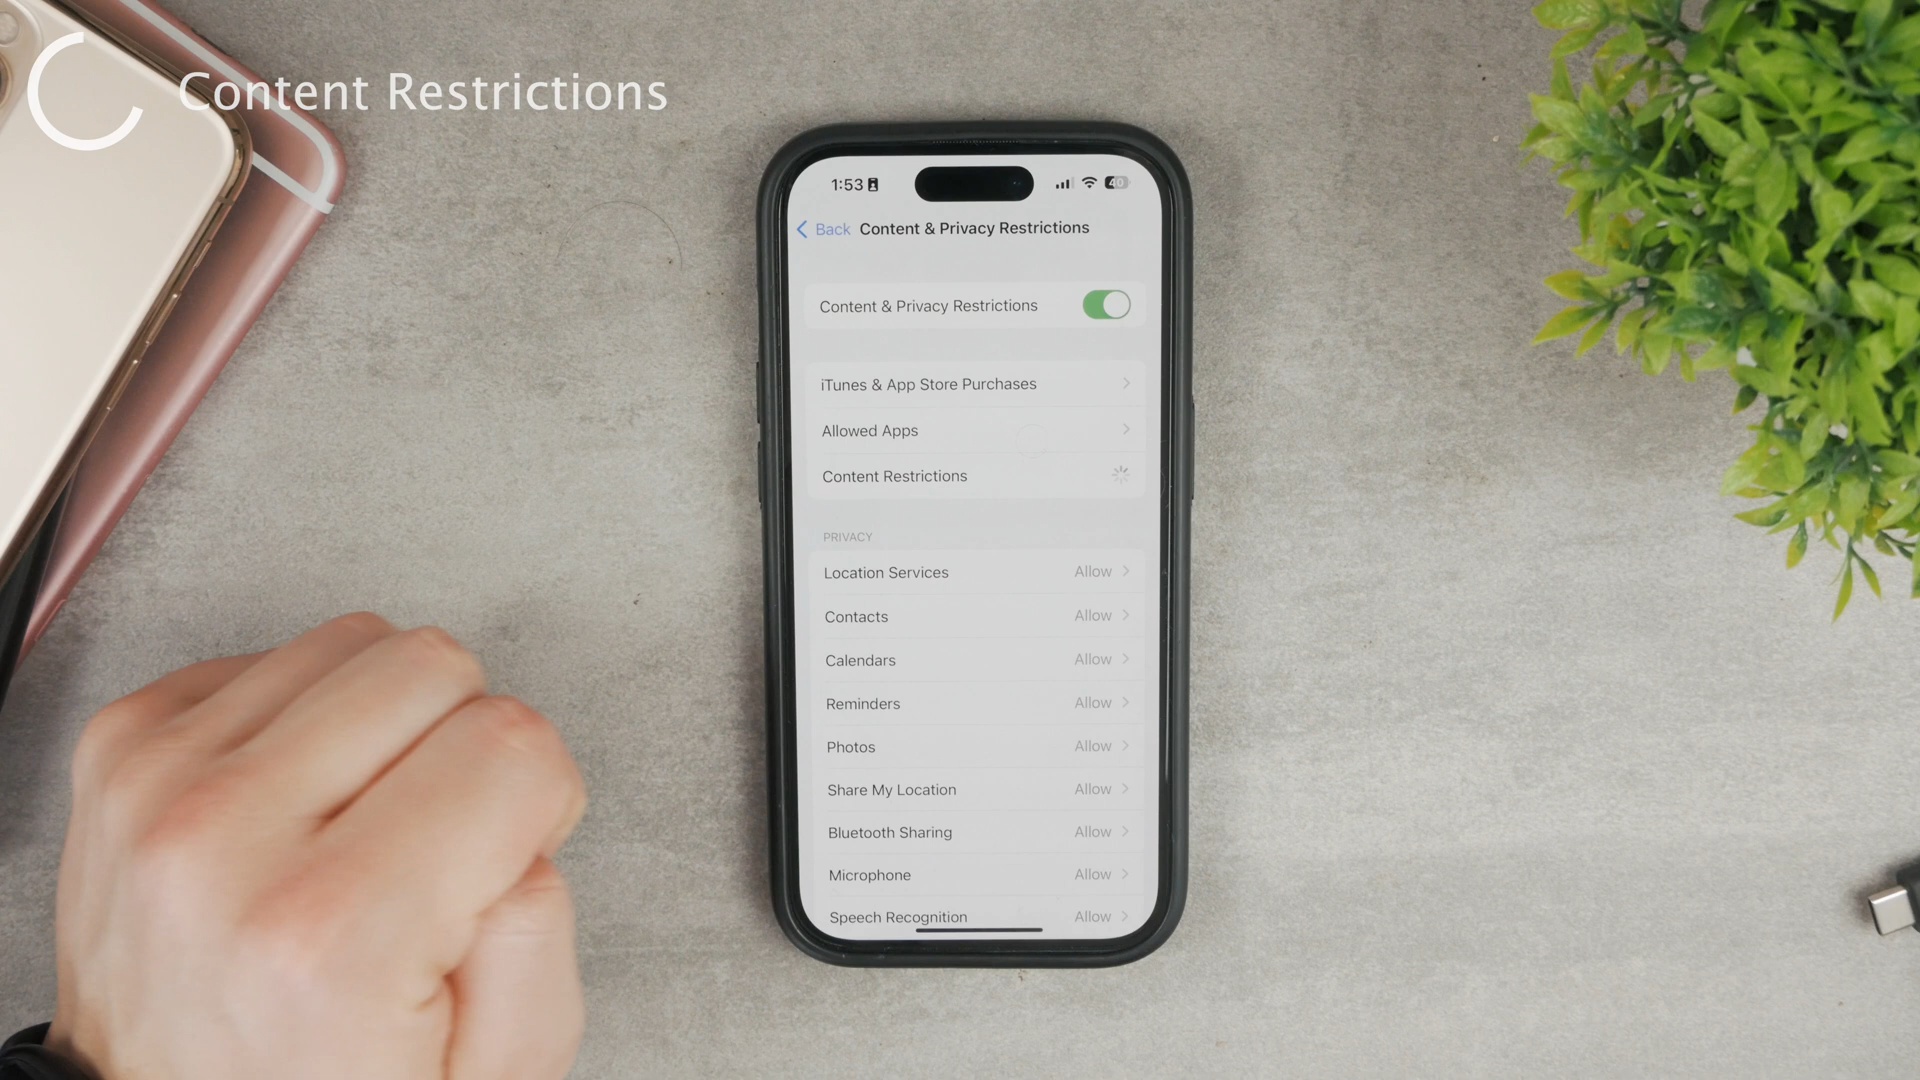 Content Restrictions
1:53
40
Back Content & Privacy Restrictions
Content & Privacy Restrictions
iTunes & App Store Purchases
Allowed Apps
Content Restrictions
PRIVACY
Location Services Allow
Contacts Allow
Calendars Allow
Reminders Allow
Photos Allow
Share My Location Allow
Bluetooth Sharing Allow
Microphone Allow
Speech Recognition Allow